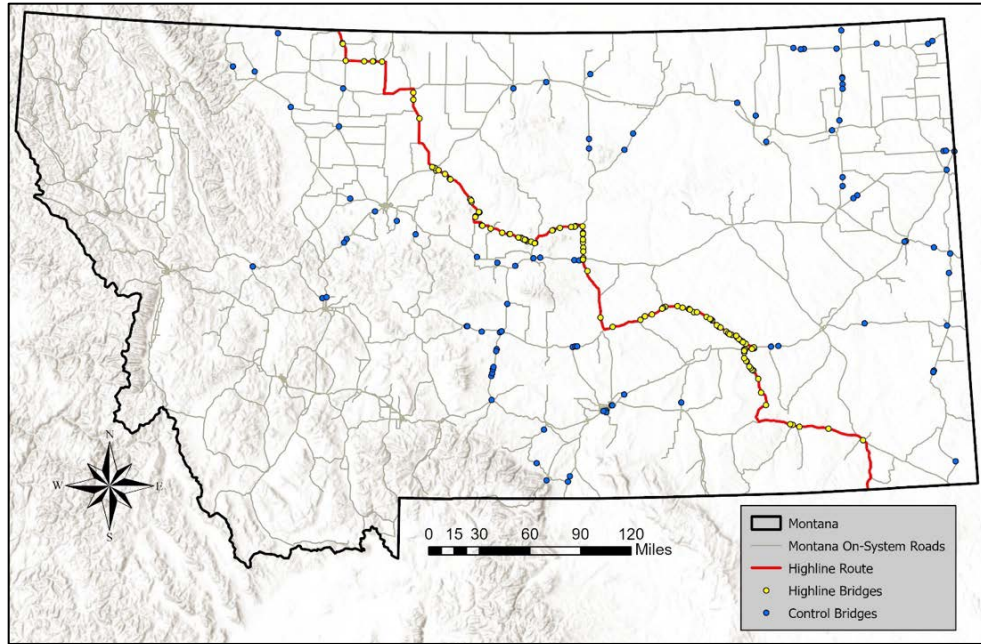 N
W
E
S
0 15 30 60 90 120
Miles
Montana
Montana On-System Roads
Highline Route
Highline Bridges
Control Bridges